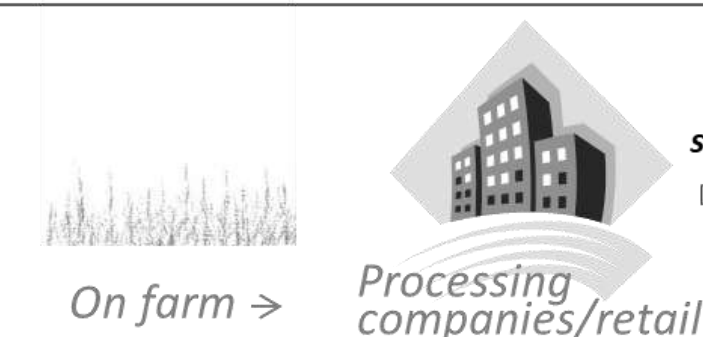 On farm →
Processing
companies/retail